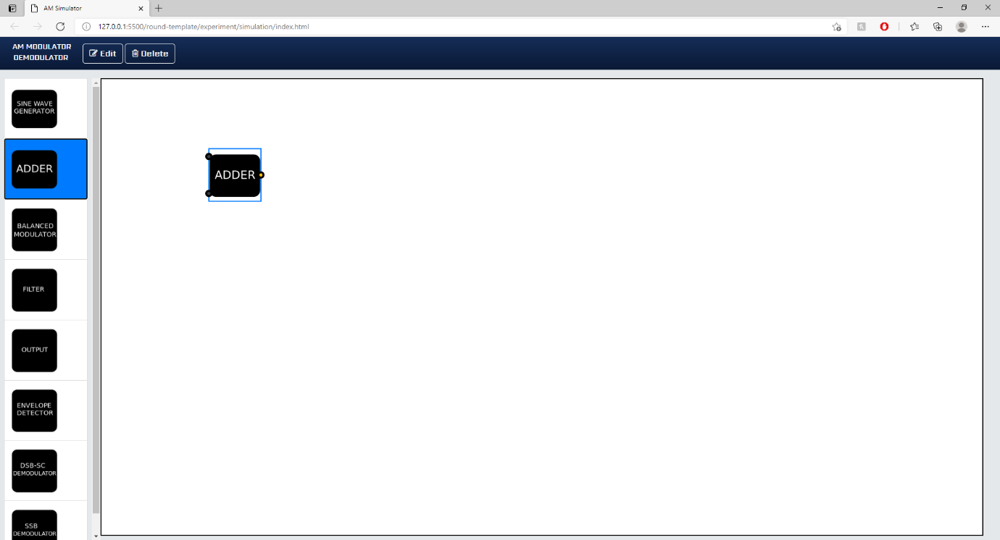 AM Simulator
127.0.0.1:5500/round-template/experiment/simulation/index.html
AM MODULATOR
DEMODULATOR
Edit
Delete
SINE WAVE
GENERATOR
ADDER
BALANCED
MODULATOR
FILTER
OUTPUT
ENVELOPE
DETECTOR
DSB-SC
DEMODULATOR
SSB
DEMODULATOR
ADDER